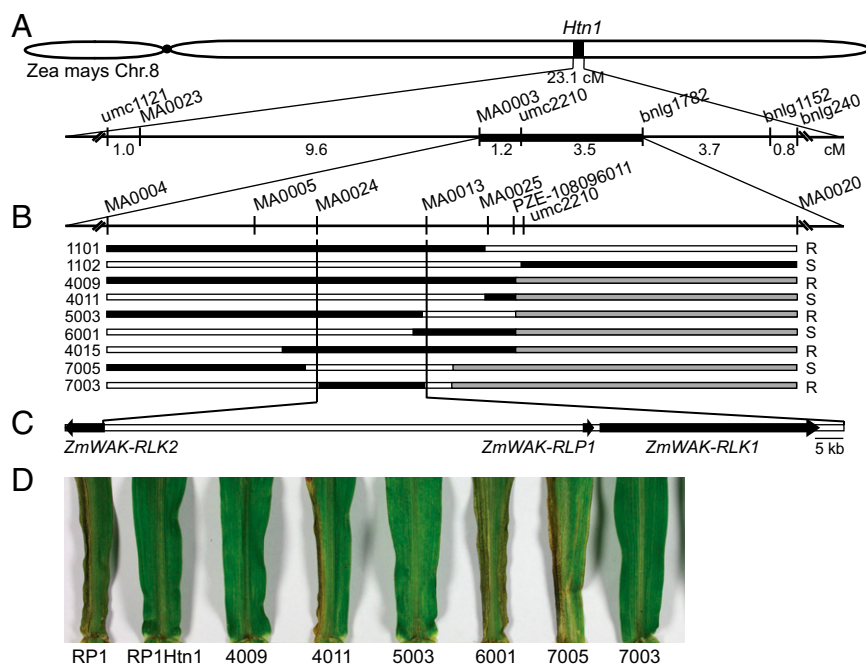 A
Htn1
Zea mays Chr.8
23.1 cM
umc1121 MA0023 MA0003 umc2210 bnlg1782 bnlg1152 bnlg240
1.0 9.6 1.2 3.5 3.7 0.8 cM
B
MA0004 MA0005 MA0024 MA0013 MA0025 PZE-108096011 umc2210 MA0020
1101 R
1102 S
4009 R
4011 S
5003 R
6001 S
4015 R
7005 S
7003 R
C
ZmWAK-RLK2 ZmWAK-RLP1 ZmWAK-RLK1 5 kb
D
RP1 RP1Htn1 4009 4011 5003 6001 7005 7003